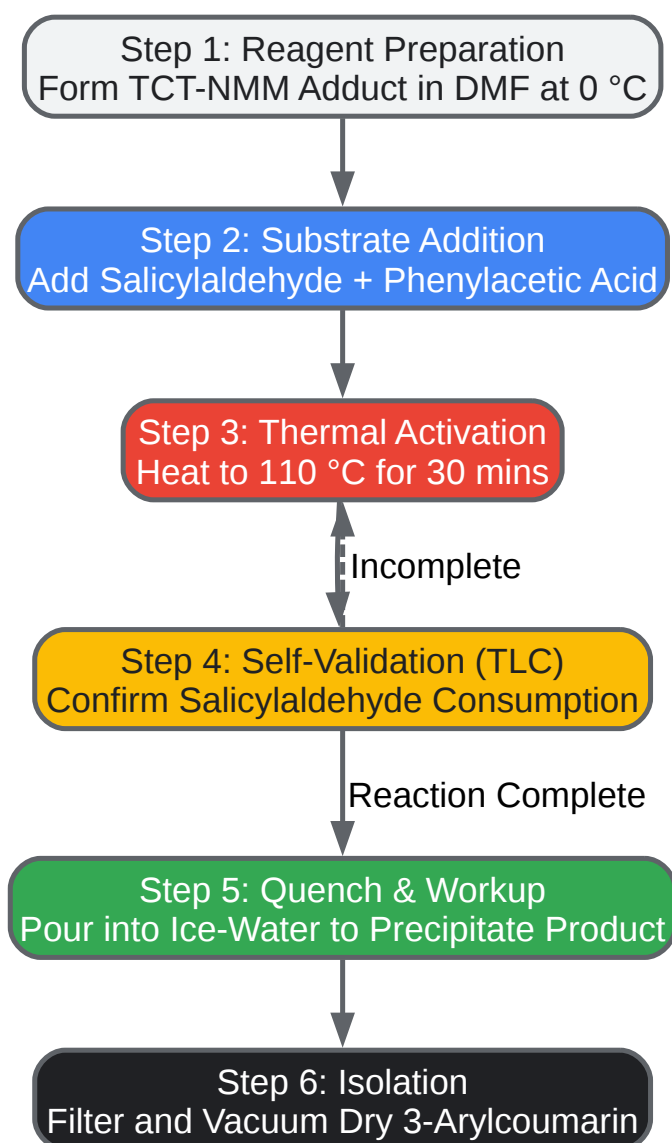 Step 1: Reagent Preparation
Form TCT-NMM Adduct in DMF at 0 °C
Step 2: Substrate Addition
Add Salicylaldehyde + Phenylacetic Acid
Step 3: Thermal Activation
Heat to 110 °C for 30 mins
Incomplete
Step 4: Self-Validation (TLC)
Confirm Salicylaldehyde Consumption
Reaction Complete
Step 5: Quench & Workup
Pour into Ice-Water to Precipitate Product
Step 6: Isolation
Filter and Vacuum Dry 3-Arylcoumarin